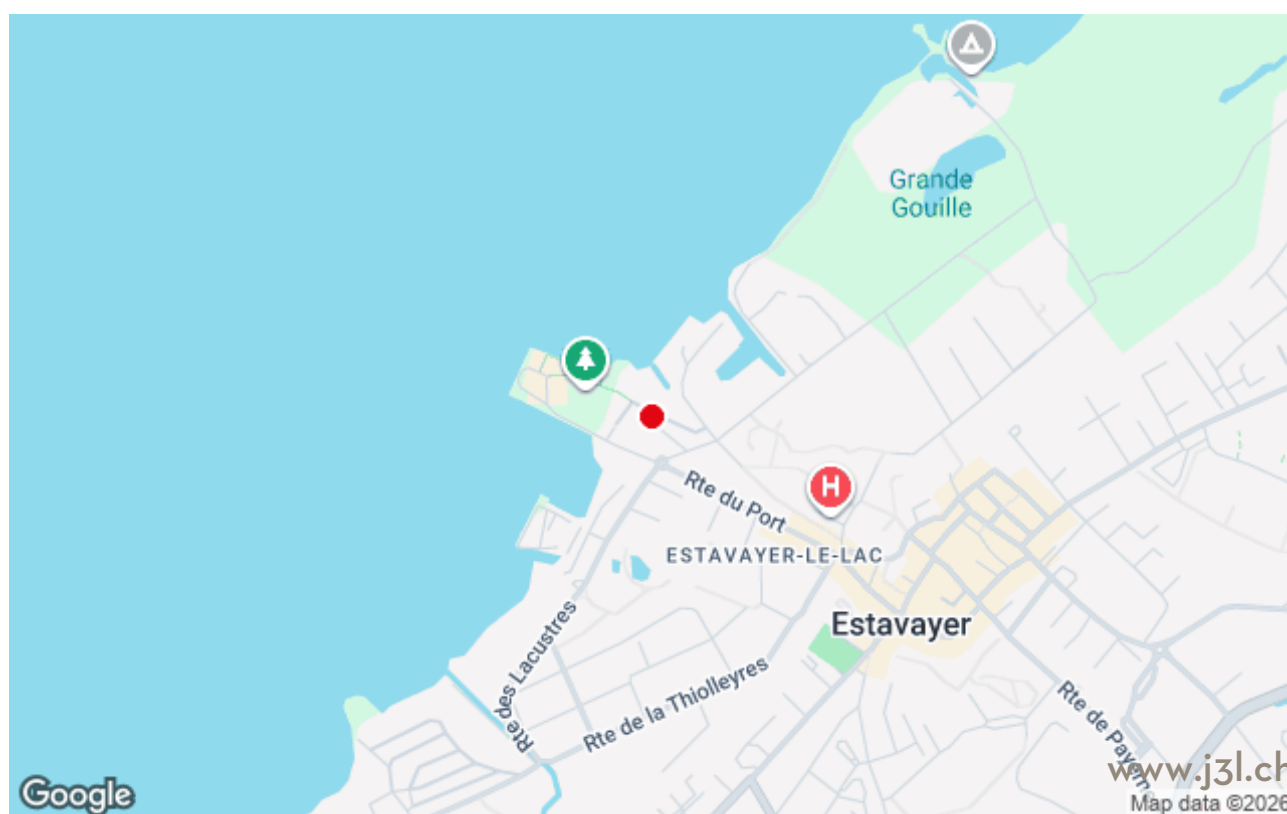 Grande
Gouille
H
Rte du Port
ESTAVAYER-LE-LAC
Estavayer
Rte des Lacustres
Rte de la Thiolleyres
Rte de Payerne
www.j3l.ch
Google
Map data ©2026